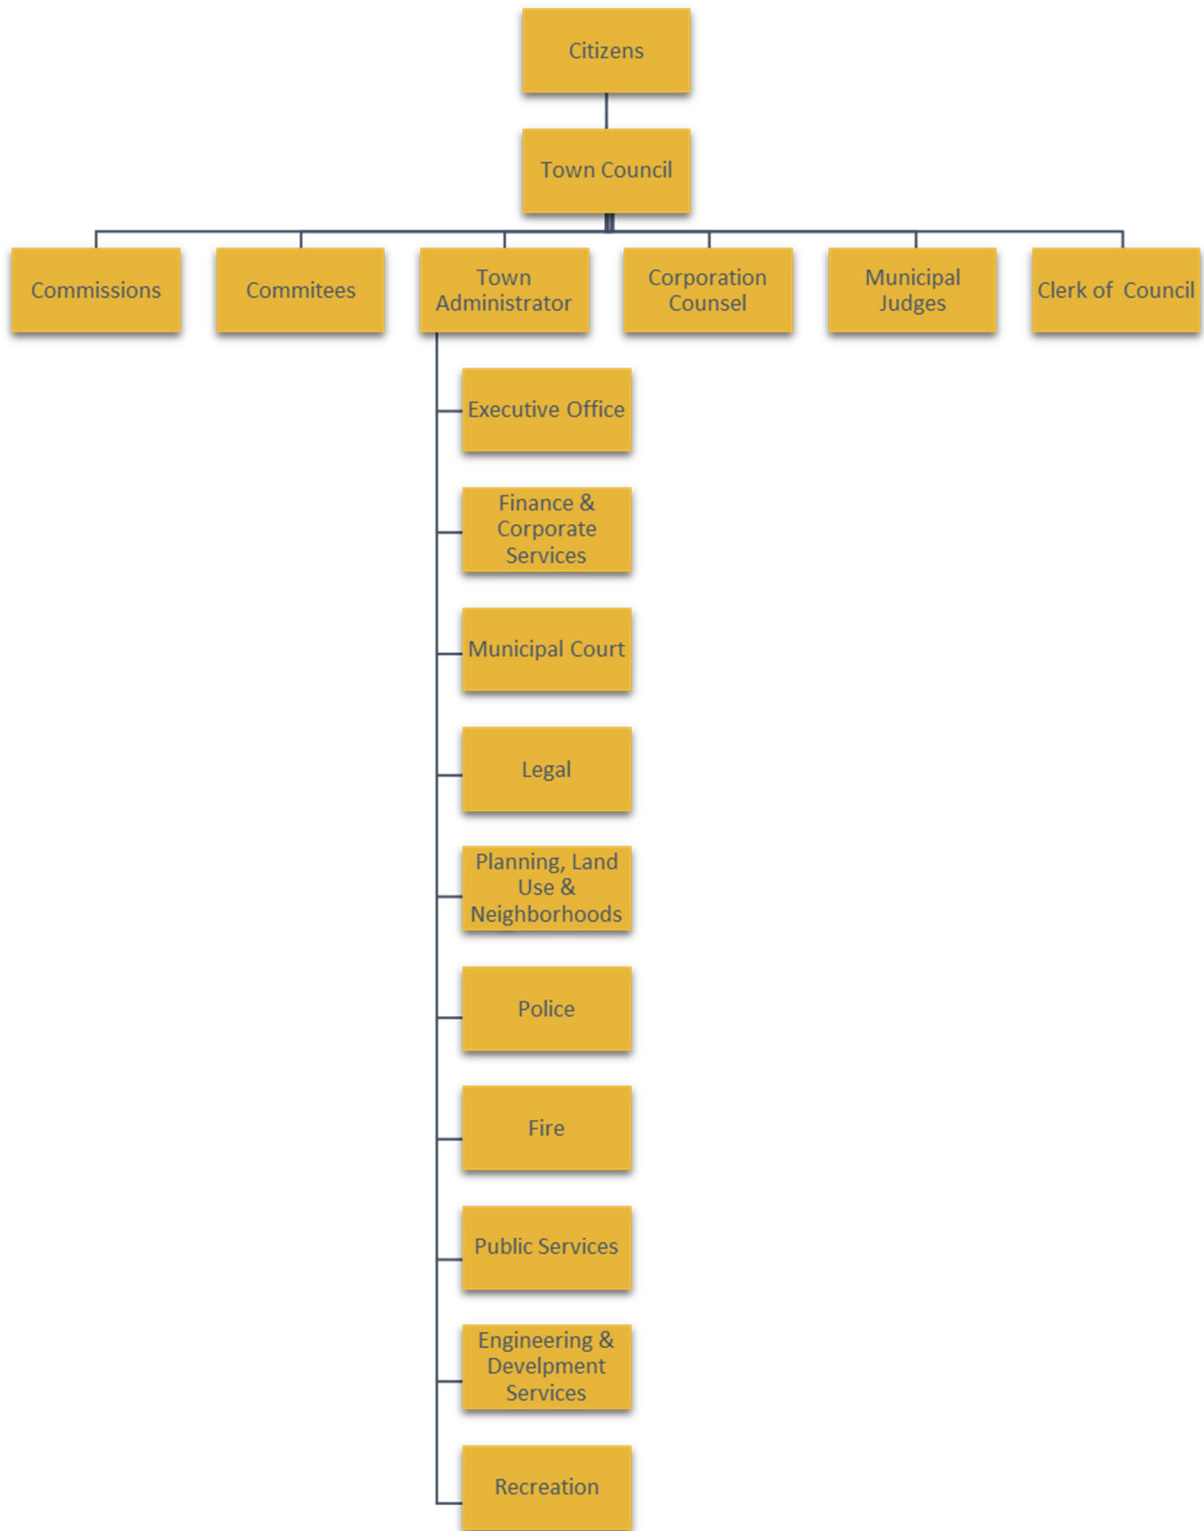 Citizens
Town Council
Commissions
Commitees
Town
Administrator
Corporation
Counsel
Municipal
Judges
Clerk of  Council
Executive Office
Finance &
Corporate
Services
Municipal Court
Legal
Planning, Land
Use &
Neighborhoods
Police
Fire
Public Services
Engineering &
Develpment
Services
Recreation